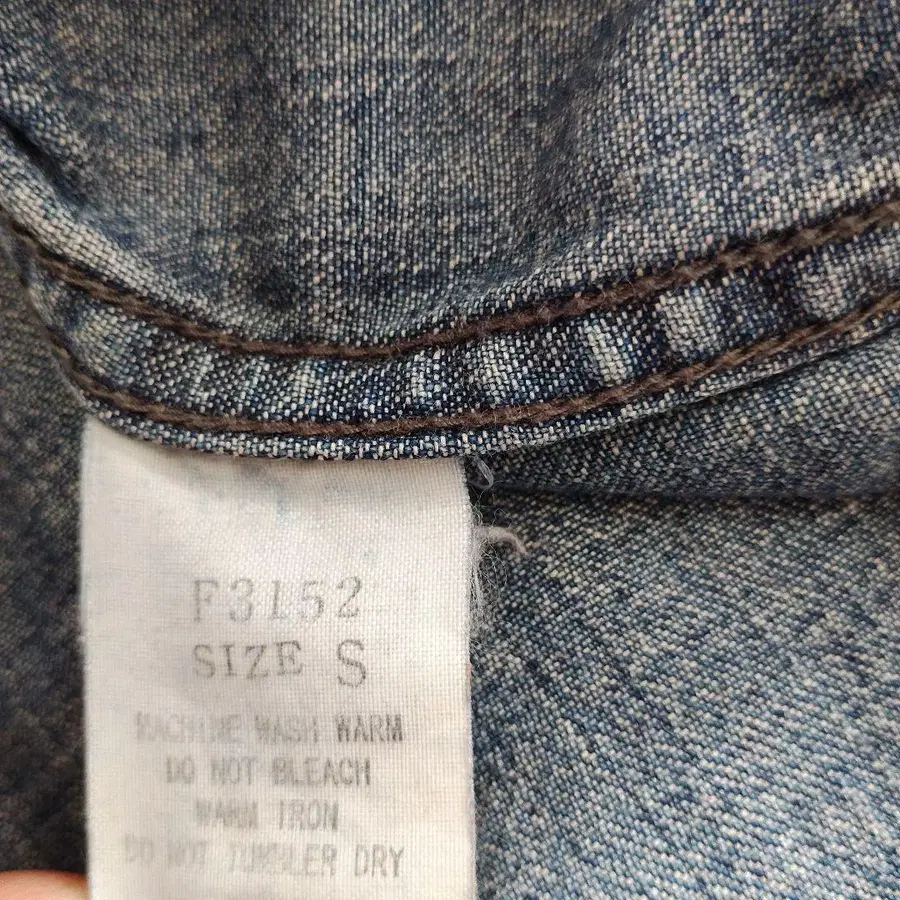 F3152
SIZE S
MACHINE WASH WARM
DO NOT BLEACH
WARM IRON
DO NOT TUMBLER DRY